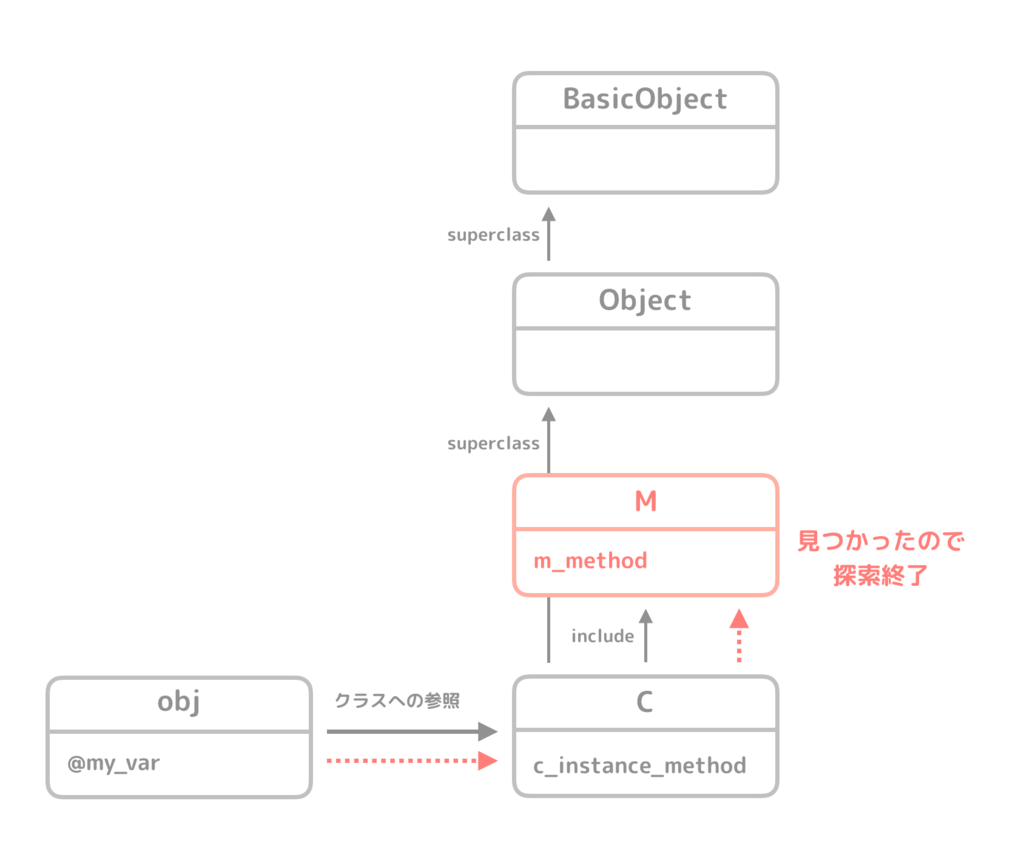 BasicObject
superclass
Object
superclass
M
m_method
見つかったので
探索終了
include
obj
@my_var
クラスへの参照
C
c_instance_method